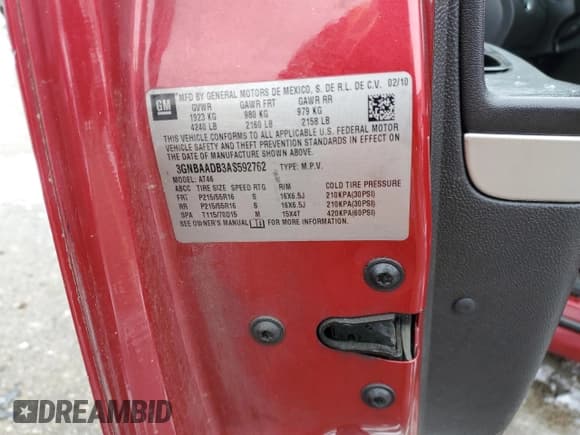 GM
MFD BY GENERAL MOTORS DE MEXICO, S. DE R.L. DE C.V. 02/10
GVWR GAWR FRT GAWR RR
1923 KG 980 KG 979 KG
4240 LB 2160 LB 2158 LB
THIS VEHICLE CONFORMS TO ALL APPLICABLE U.S. FEDERAL MOTOR
VEHICLE SAFETY AND THEFT PREVENTION STANDARDS IN EFFECT
ON THE DATE OF MANUFACTURE SHOWN ABOVE.
3GNBAADB3AS592762 TYPE: M.P.V.
MODEL: AT46
ABCC TIRE SIZE SPEED RTG RIM COLD TIRE PRESSURE
FRT P215/55R16 S 16X6.5J 210KPA(30PSI)
RR P215/55R16 S 16X6.5J 210KPA(30PSI)
SPA T115/70D15 M 15X4T 420KPA(60PSI)
SEE OWNER'S MANUAL FOR MORE INFORMATION.
DREAMBID